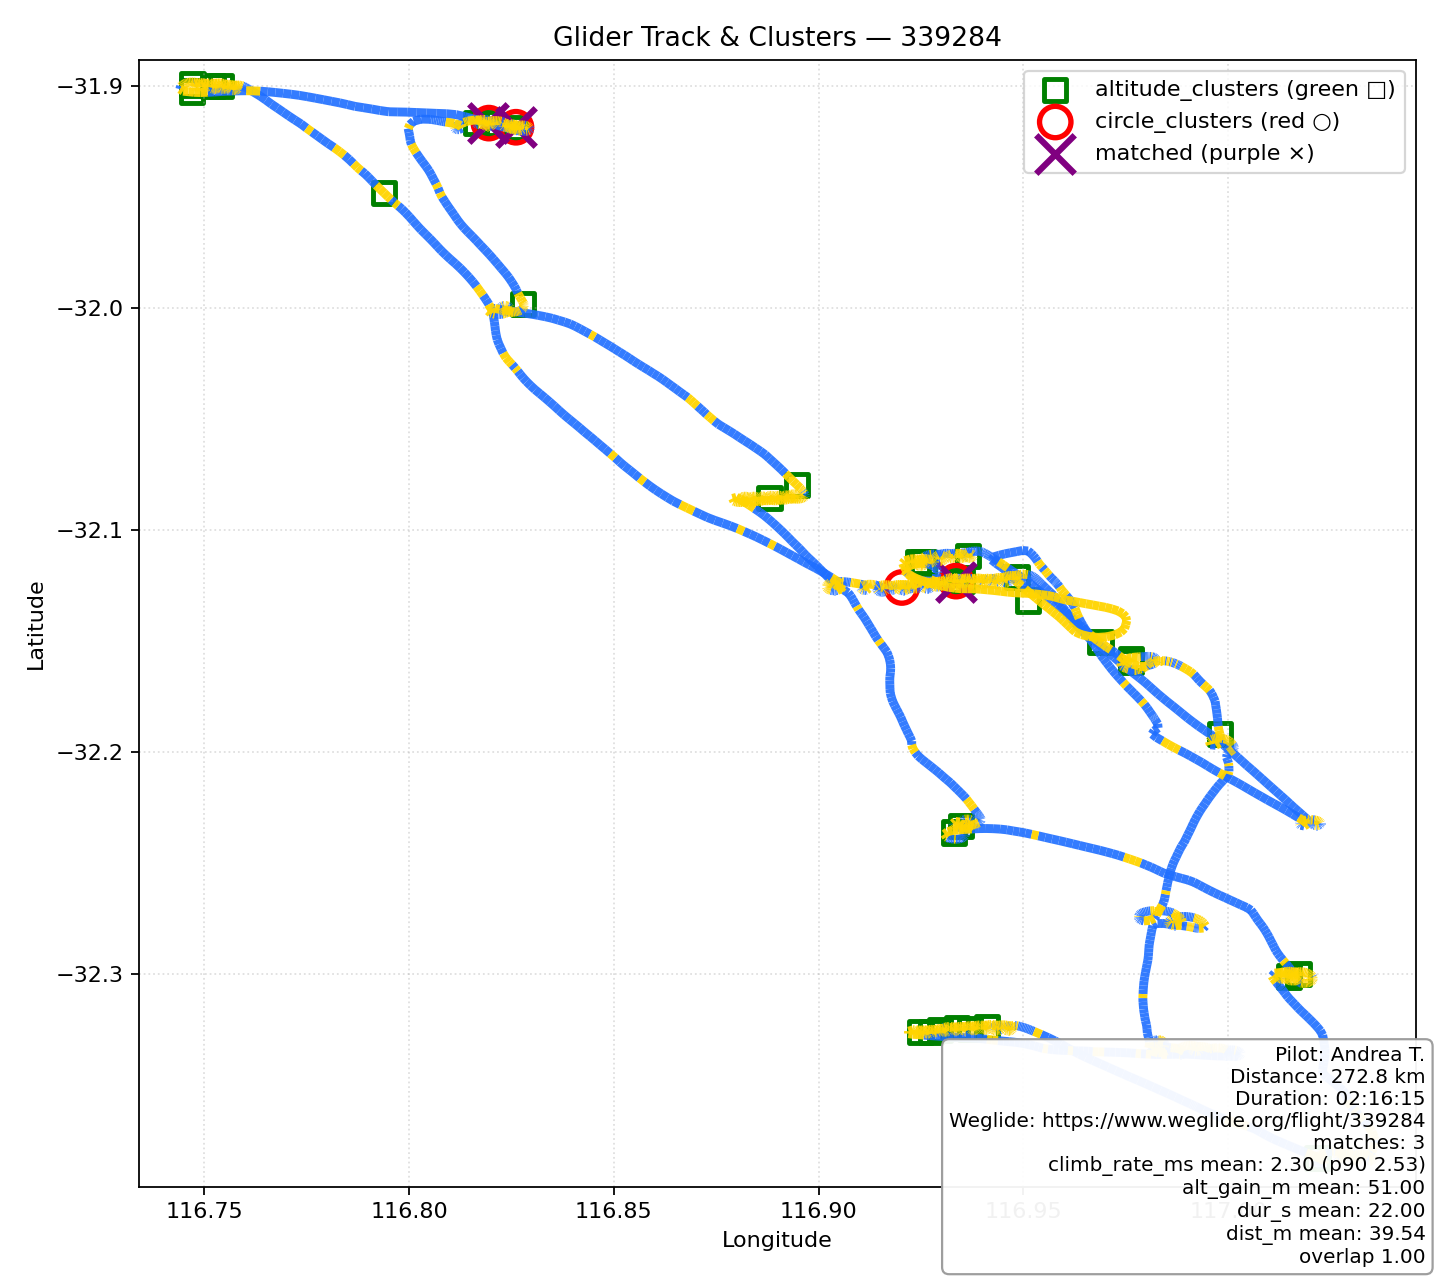 Glider Track & Clusters — 339284
altitude_clusters (green □)
circle_clusters (red ○)
matched (purple ×)
Latitude
−31.9
−32.0
−32.1
−32.2
−32.3
116.75
116.80
116.85
116.90
116.95
Longitude
Pilot: Andrea T.
Distance: 272.8 km
Duration: 02:16:15
Weglide: https://www.weglide.org/flight/339284
matches: 3
climb_rate_ms mean: 2.30 (p90 2.53)
alt_gain_m mean: 51.00
dur_s mean: 22.00
dist_m mean: 39.54
overlap 1.00